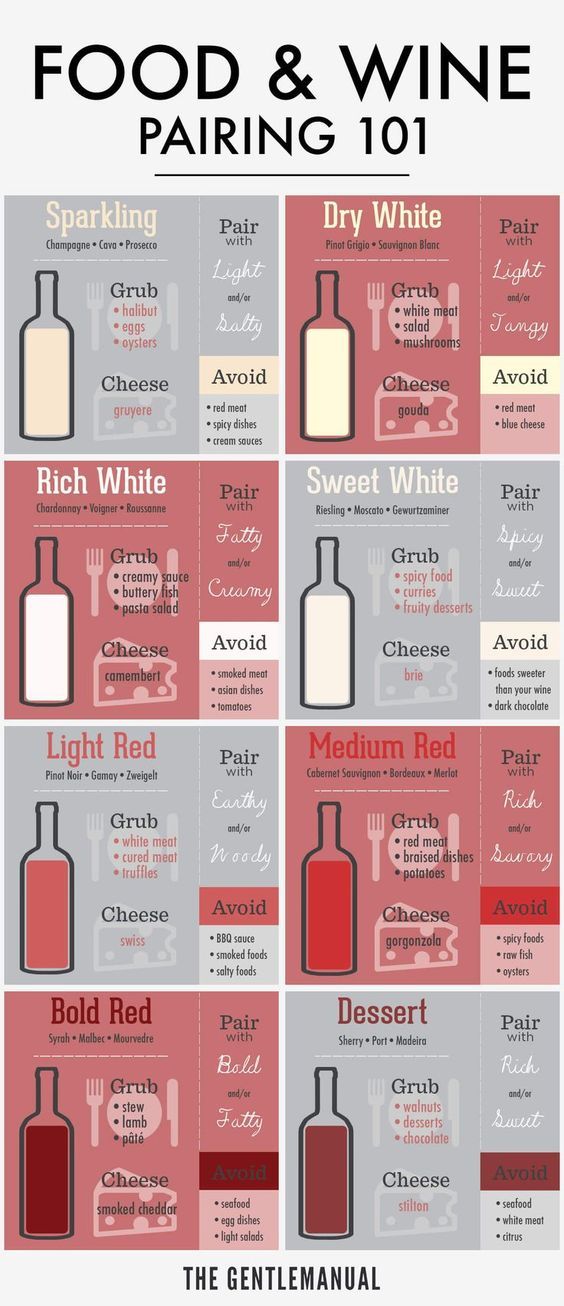 FOOD & WINE
PAIRING 101
Sparkling
Champagne • Cava • Prosecco
Grub
• halibut
• eggs
• oysters
Cheese
gruyere
Pair
with
Light
and/or
Salty
Avoid
• red meat
• spicy dishes
• cream sauces
Dry White
Pinot Grigio • Sauvignon Blanc
Grub
• white meat
• salad
• mushrooms
Cheese
gouda
Pair
with
Light
and/or
Tangy
Avoid
• red meat
• blue cheese
Rich White
Chardonnay • Voigner • Roussanne
Grub
• creamy sauce
• buttery fish
• pasta salad
Cheese
camembert
Pair
with
Fatty
and/or
Creamy
Avoid
• smoked meat
• asian dishes
• tomatoes
Sweet White
Riesling • Moscato • Gewurtzaminer
Grub
• spicy food
• curries
• fruity desserts
Cheese
brie
Pair
with
Spicy
and/or
Sweet
Avoid
• foods sweeter
than your wine
• dark chocolate
Light Red
Pinot Noir • Gamay • Zweigelt
Grub
• white meat
• cured meat
• truffles
Cheese
swiss
Pair
with
Earthy
and/or
Woody
Avoid
• BBQ sauce
• smoked foods
• salty foods
Medium Red
Cabernet Sauvignon • Bordeaux • Merlot
Grub
• red meat
• braised dishes
• potatoes
Cheese
gorgonzola
Pair
with
Rich
and/or
Savory
Avoid
• spicy foods
• raw fish
• oysters
Bold Red
Syrah • Malbec • Mourvedre
Grub
• stew
• lamb
• pâté
Cheese
smoked cheddar
Pair
with
Bold
and/or
Fatty
Avoid
• seafood
• egg dishes
• light salads
Dessert
Sherry • Port • Madeira
Grub
• walnuts
• desserts
• chocolate
Cheese
stilton
Pair
with
Rich
and/or
Sweet
Avoid
• seafood
• white meat
• citrus
THE GENTLEMANUAL